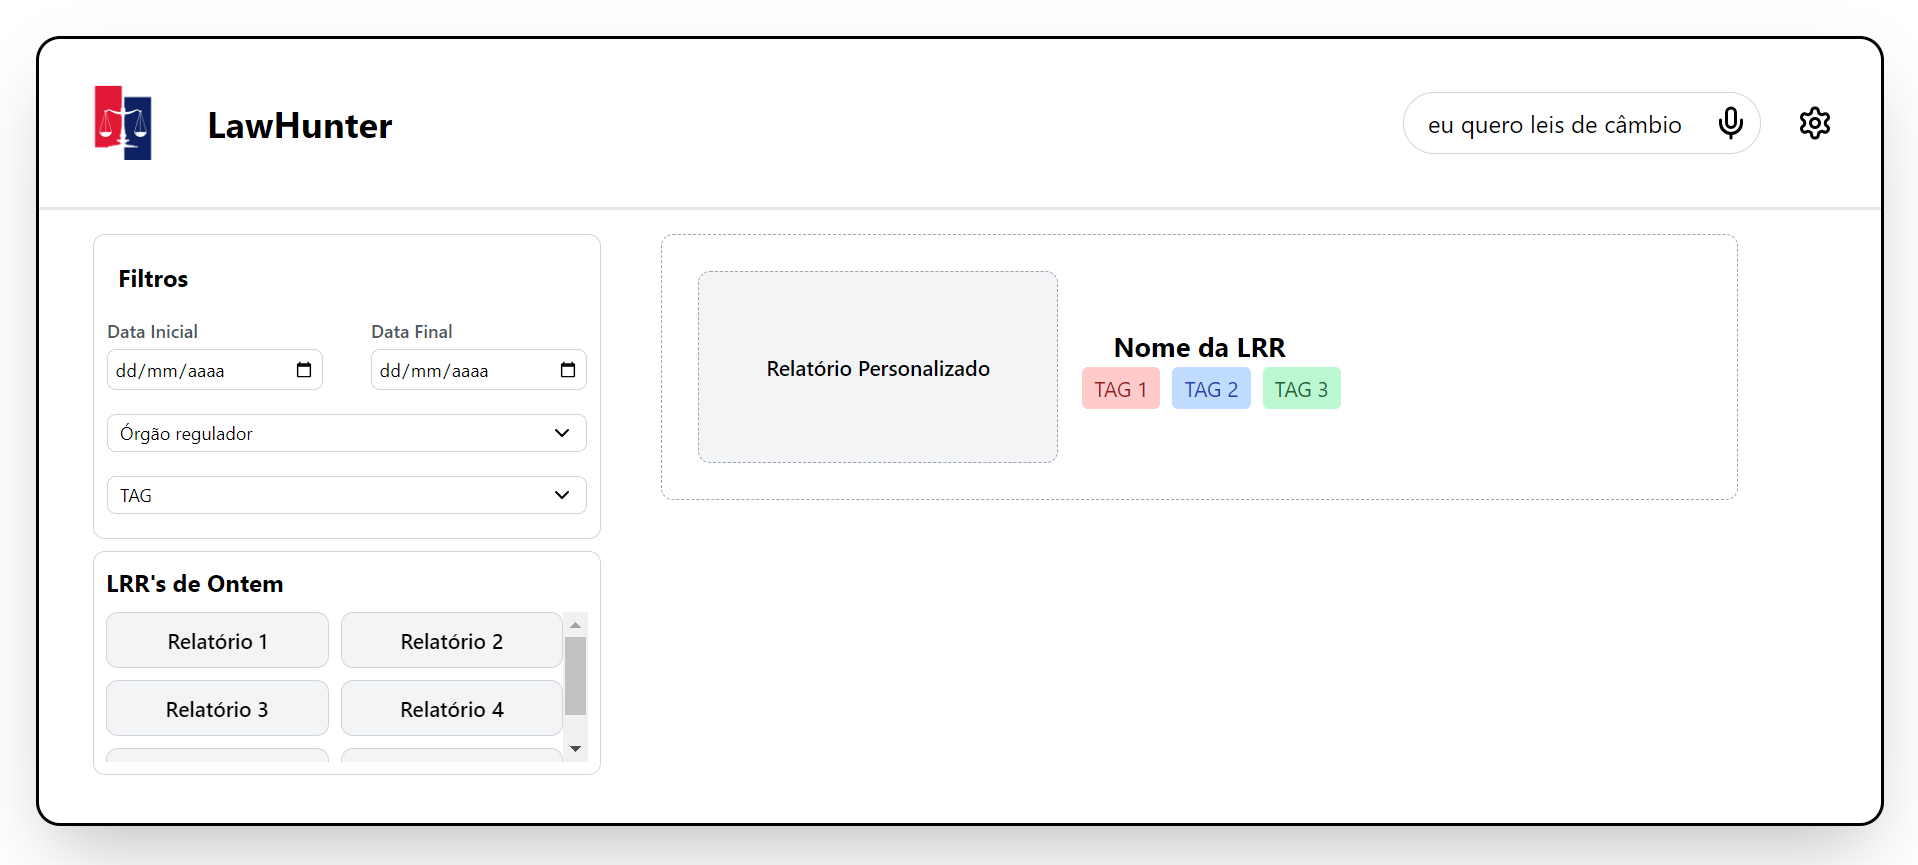 LawHunter
eu quero leis de câmbio
Filtros
Data Inicial
Data Final
dd/mm/aaaa
dd/mm/aaaa
Órgão regulador
TAG
LRR's de Ontem
Relatório 1
Relatório 2
Relatório 3
Relatório 4
Relatório Personalizado
Nome da LRR
TAG 1
TAG 2
TAG 3